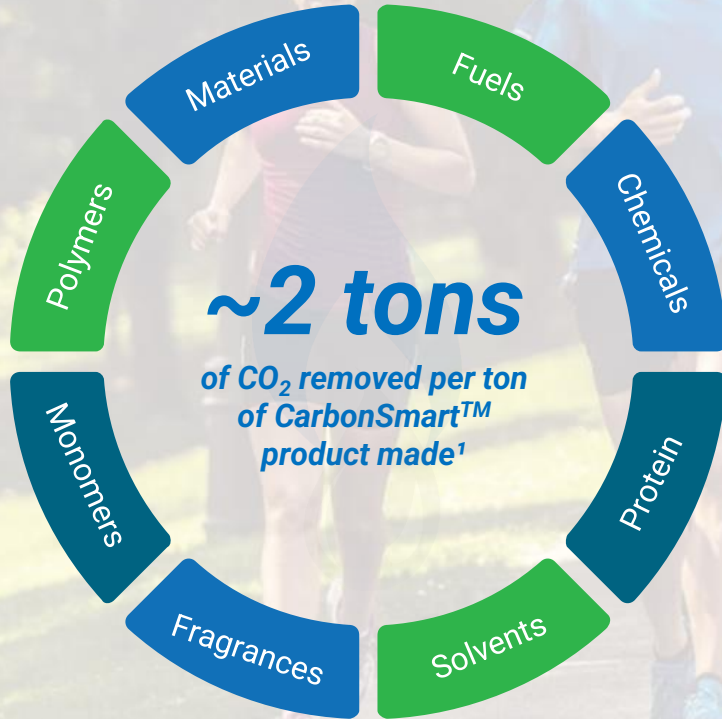 Materials
Fuels
Polymers
Chemicals
~2 tons
of CO₂ removed per ton
of CarbonSmart™
product made¹
Monomers
Protein
Fragrances
Solvents